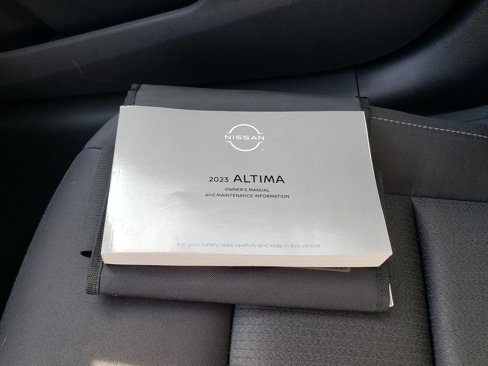 NISSAN
2023 ALTIMA
OWNER'S MANUAL
and MAINTENANCE INFORMATION
For your safety, read carefully and keep in this vehicle.